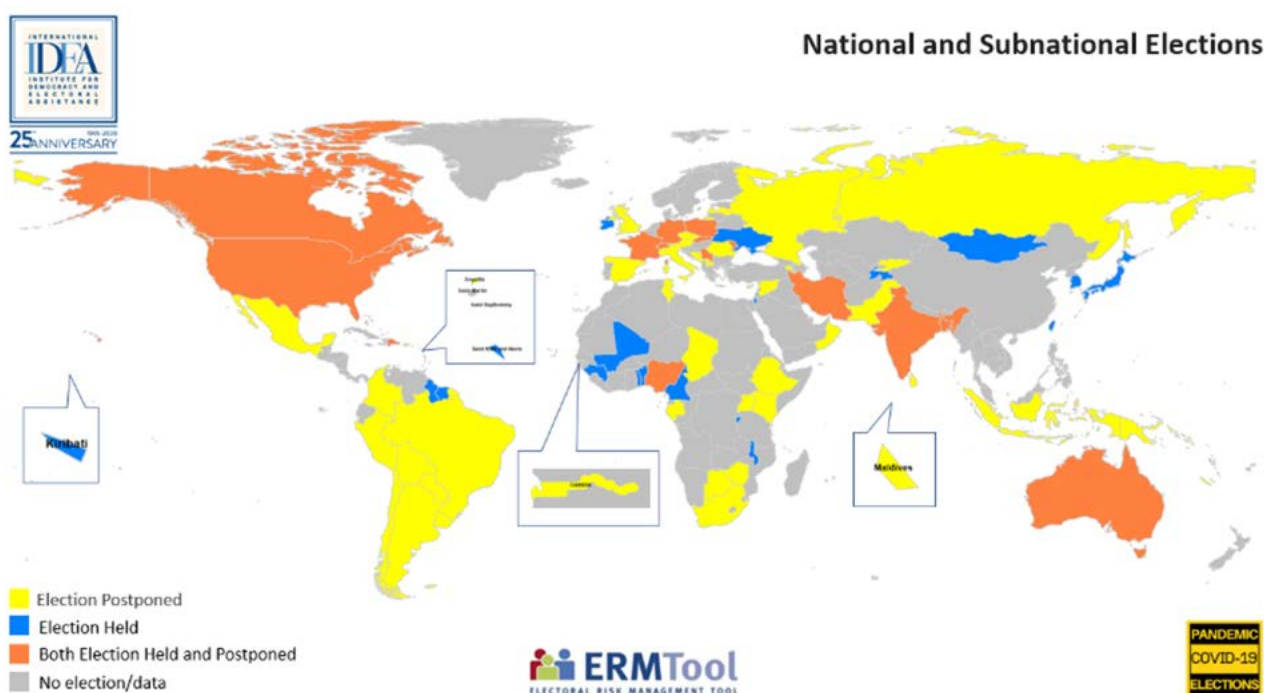 INTERNATIONAL
IDEA
INSTITUTE FOR
DEMOCRACY AND
ELECTORAL
ASSISTANCE
25 ANNIVERSARY
National and Subnational Elections
Kiribati
Maldives
Election Postponed
Election Held
Both Election Held and Postponed
No election/data
ERMTool
ELECTORAL RISK MANAGEMENT TOOL
PANDEMIC
COVID-19
ELECTIONS